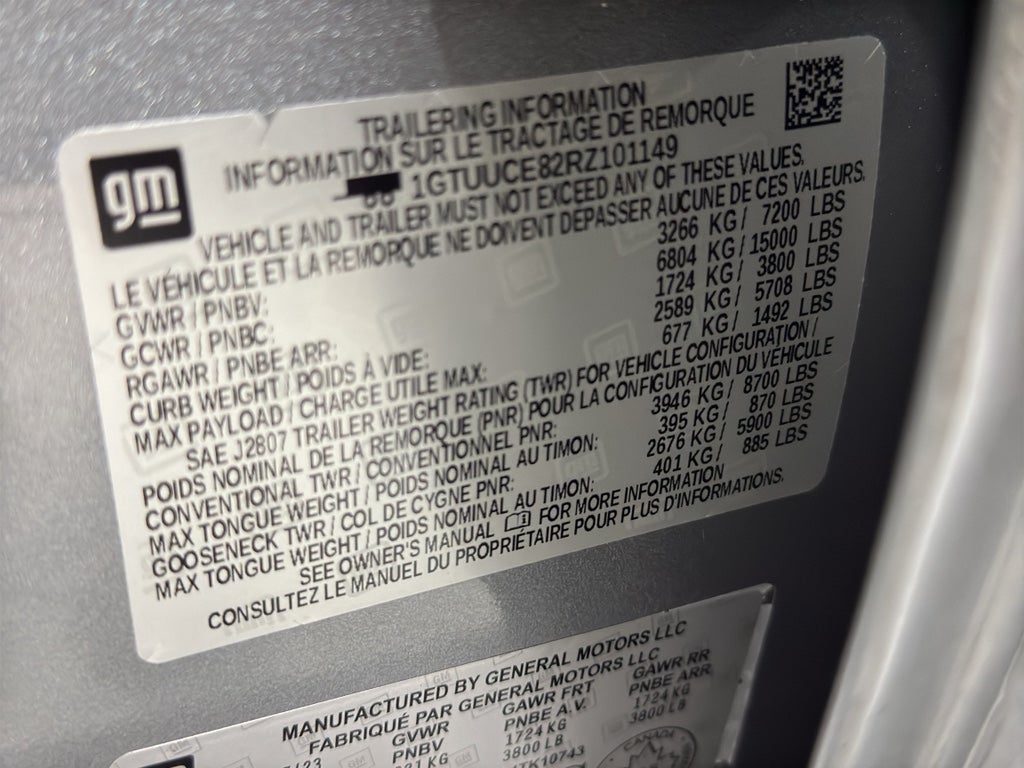 gm
TRAILERING INFORMATION
INFORMATION SUR LE TRACTAGE DE REMORQUE
1GTUUCE82RZ101149
VEHICLE AND TRAILER MUST NOT EXCEED ANY OF THESE VALUES.
LE VÉHICULE ET LA REMORQUE NE DOIVENT DEPASSER AUCUNE DE CES VALEURS.
GVWR / PNBV: 3266 KG/ 7200 LBS
GCWR / PNBC: 6804 KG/ 15000 LBS
RGAWR / PNBE ARR: 1724 KG/ 3800 LBS
CURB WEIGHT / POIDS À VIDE: 2589 KG/ 5708 LBS
MAX PAYLOAD / CHARGE UTILE MAX: 677 KG/ 1492 LBS
SAE J2807 TRAILER WEIGHT RATING (TWR) FOR VEHICLE CONFIGURATION /
POIDS NOMINAL DE LA REMORQUE (PNR) POUR LA CONFIGURATION DU VÉHICULE
CONVENTIONAL TWR / CONVENTIONNEL PNR: 3946 KG/ 8700 LBS
MAX TONGUE WEIGHT / POIDS NOMINAL AU TIMON: 395 KG/ 870 LBS
GOOSENECK TWR / COL DE CYGNE PNR: 2676 KG/ 5900 LBS
MAX TONGUE WEIGHT / POIDS NOMINAL AU TIMON: 401 KG/ 885 LBS
SEE OWNER'S MANUAL FOR MORE INFORMATION
CONSULTEZ LE MANUEL DU PROPRIÉTAIRE POUR PLUS D'INFORMATIONS.
MANUFACTURED BY GENERAL MOTORS LLC
FABRIQUÉ PAR GENERAL MOTORS LLC
GVWR GAWR FRT GAWR RR
PNBV PNBE A.V. PNBE ARR
1724 KG 1724 KG
3800 LB 3800 LB
CANADA